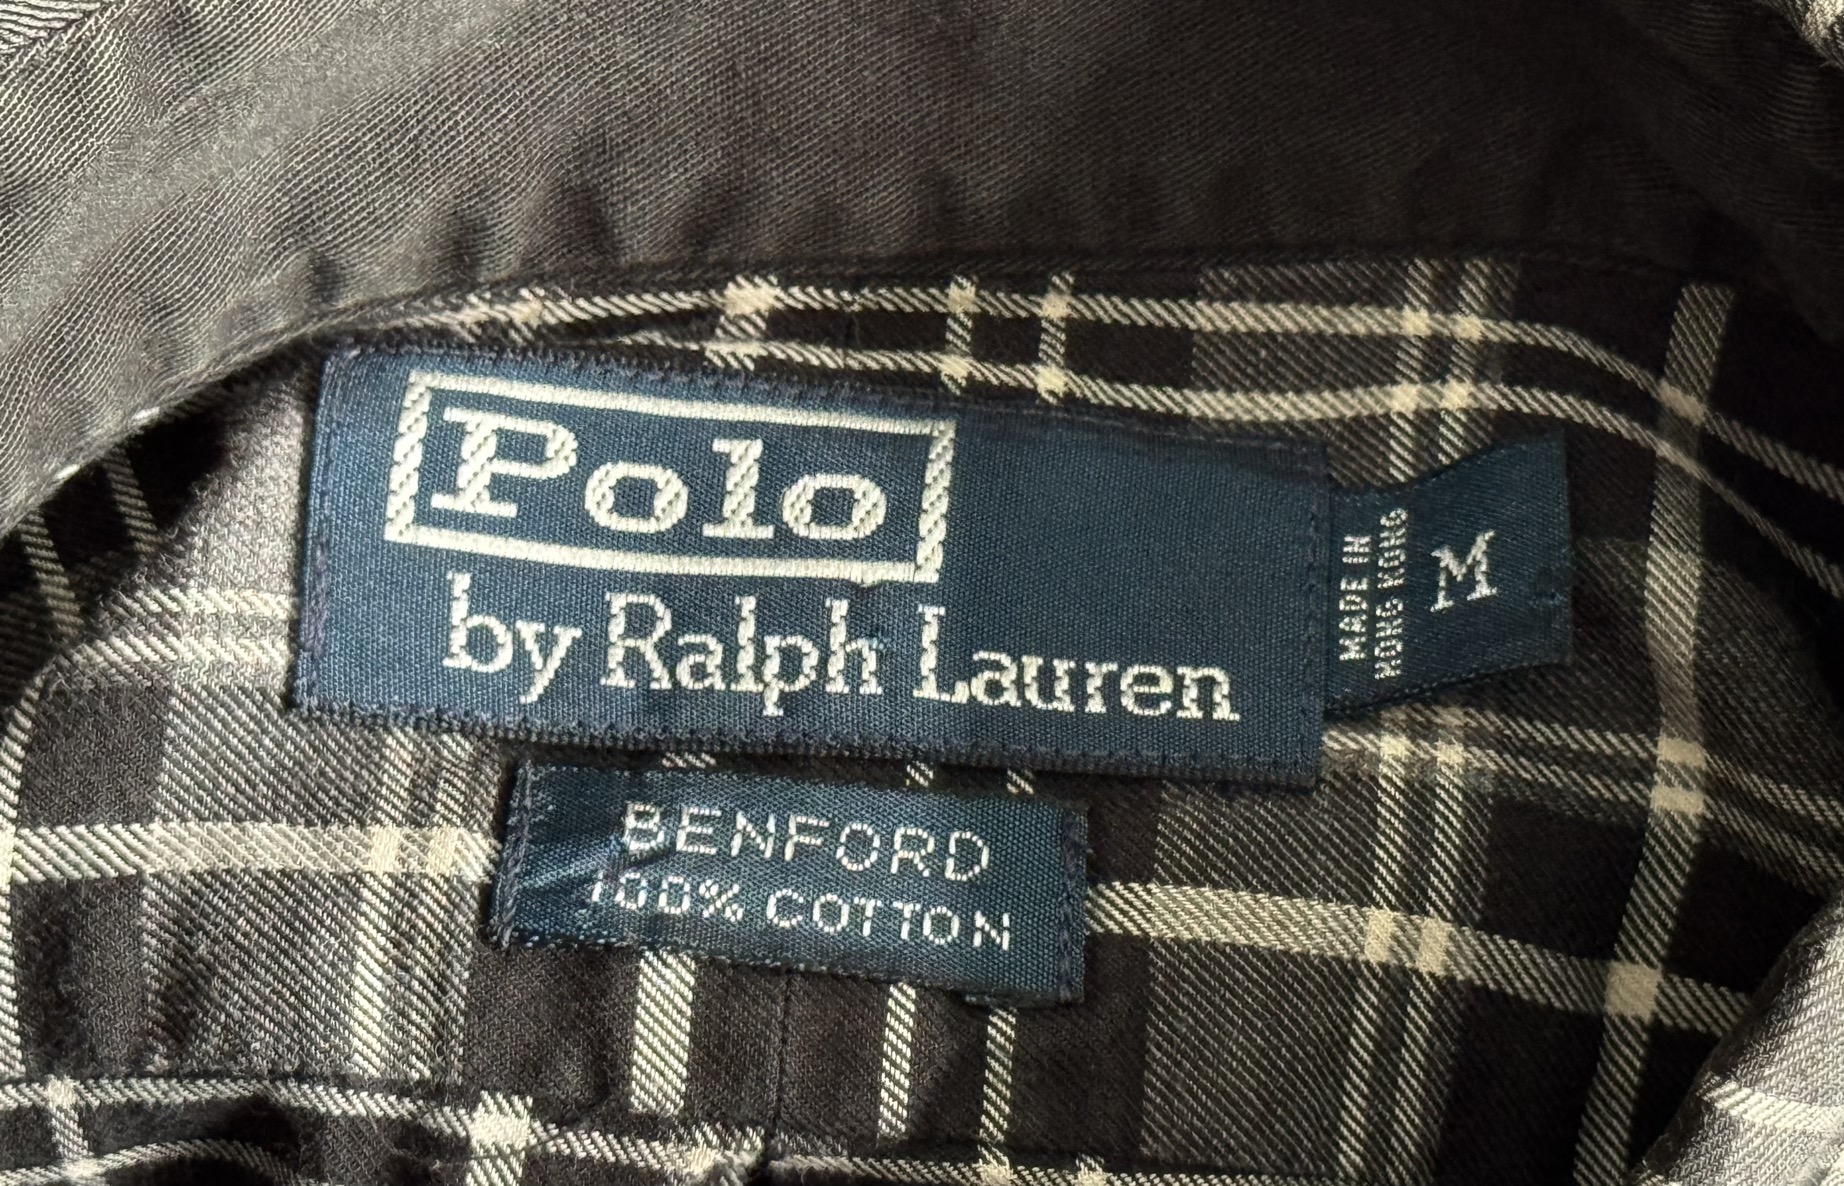 Polo
by Ralph Lauren
MADE IN
HONG KONG
M
BENFORD
100% COTTON